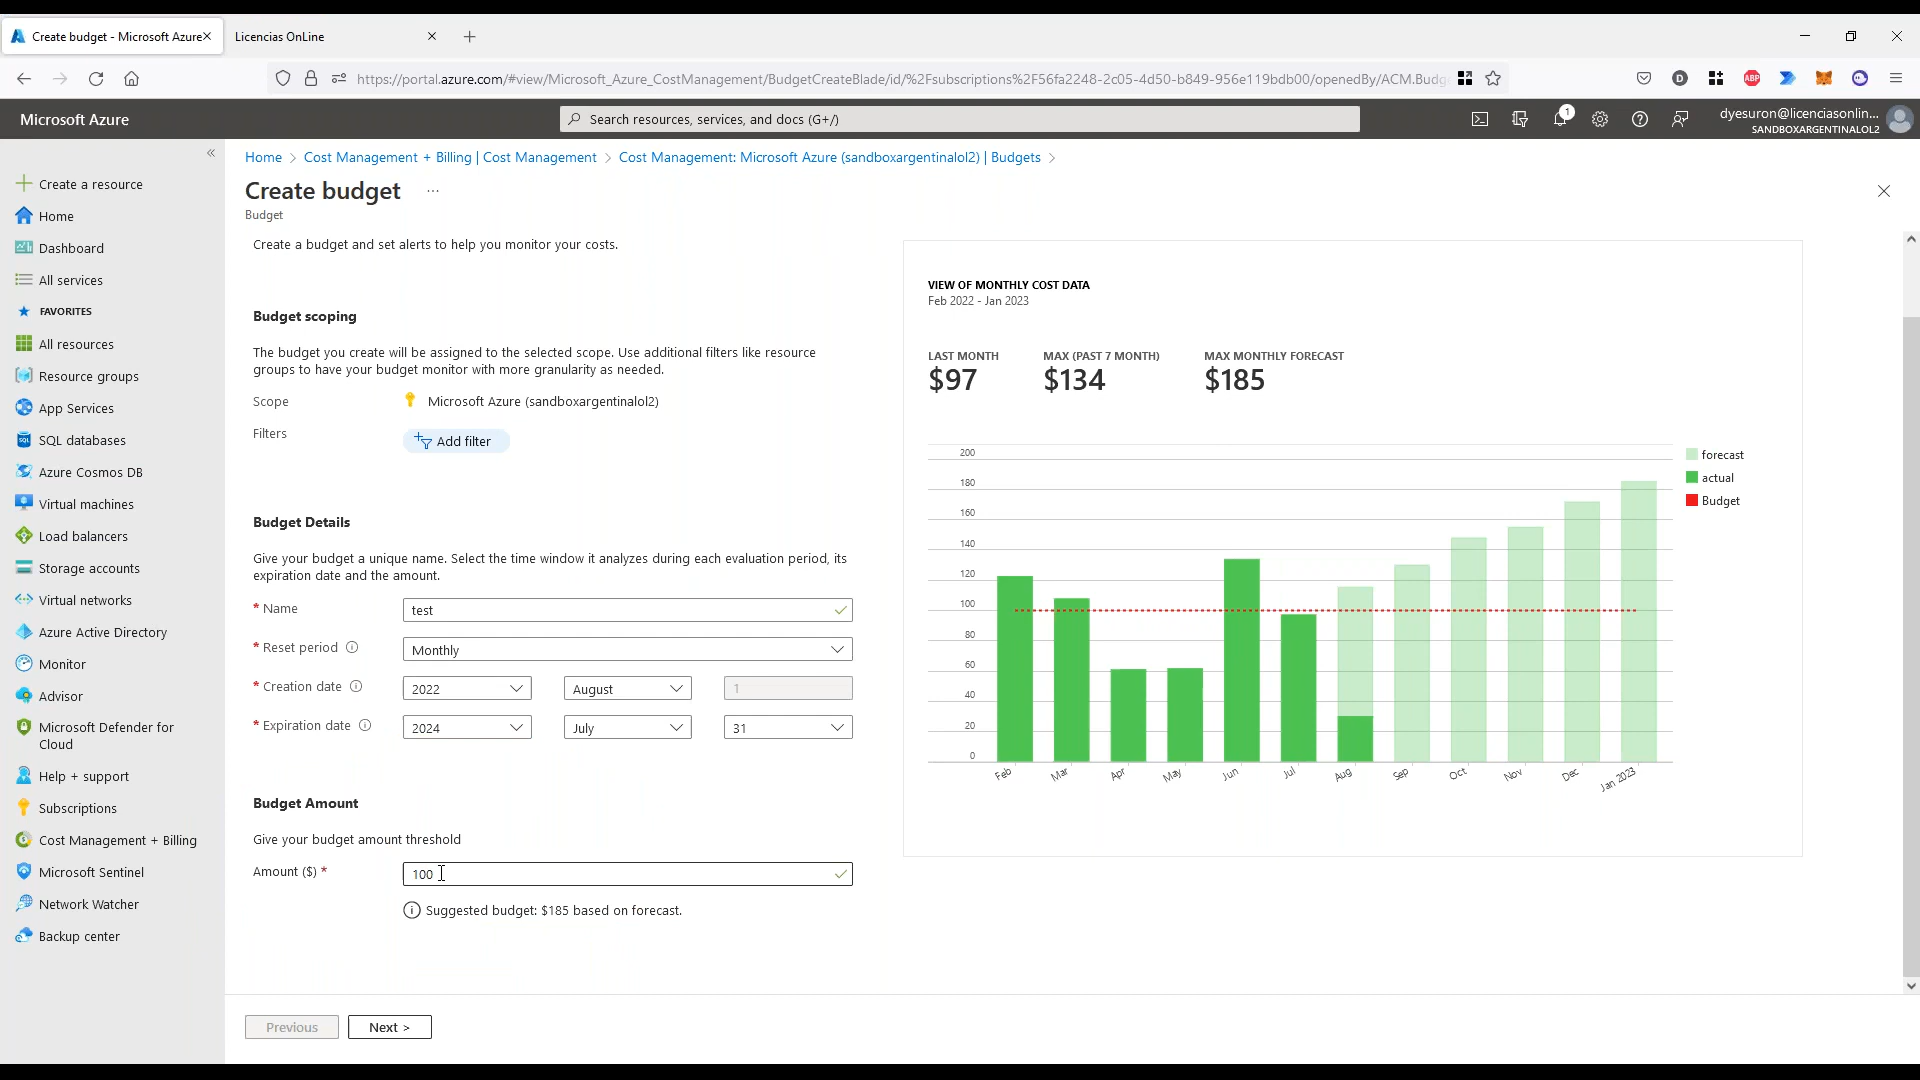 Create budget - Microsoft Azure
Licencias OnLine
https://portal.azure.com/#view/Microsoft_Azure_CostManagement/BudgetCreateBlade/id/%2Fsubscriptions%2F56fa2248-2c05-4d50-b849-956e119bdb00/openedBy/ACM.Budg
D
ABP
Microsoft Azure
Search resources, services, and docs (G+/)
1
dyesuron@licenciasonlin...
SANDBOXARGENTINALOL2
Home > Cost Management + Billing | Cost Management > Cost Management: Microsoft Azure (sandboxargentinalol2) | Budgets >
Create budget ...
Budget
Create a resource
Home
Dashboard
All services
FAVORITES
All resources
Resource groups
App Services
SQL databases
Azure Cosmos DB
Virtual machines
Load balancers
Storage accounts
Virtual networks
Azure Active Directory
Monitor
Advisor
Microsoft Defender for
Cloud
Help + support
Subscriptions
Cost Management + Billing
Microsoft Sentinel
Network Watcher
Backup center
Create a budget and set alerts to help you monitor your costs.
Budget scoping
The budget you create will be assigned to the selected scope. Use additional filters like resource
groups to have your budget monitor with more granularity as needed.
Scope Microsoft Azure (sandboxargentinalol2)
Filters Add filter
Budget Details
Give your budget a unique name. Select the time window it analyzes during each evaluation period, its
expiration date and the amount.
* Name test
* Reset period Monthly
* Creation date 2022 August 1
* Expiration date 2024 July 31
Budget Amount
Give your budget amount threshold
Amount ($) * 100
Suggested budget: $185 based on forecast.
VIEW OF MONTHLY COST DATA
Feb 2022 - Jan 2023
LAST MONTH MAX (PAST 7 MONTH) MAX MONTHLY FORECAST
$97 $134 $185
200
180
160
140
120
100
80
60
40
20
0
Feb Mar Apr May Jun Jul Aug Sep Oct Nov Dec Jan 2023
forecast
actual
Budget
Previous Next >